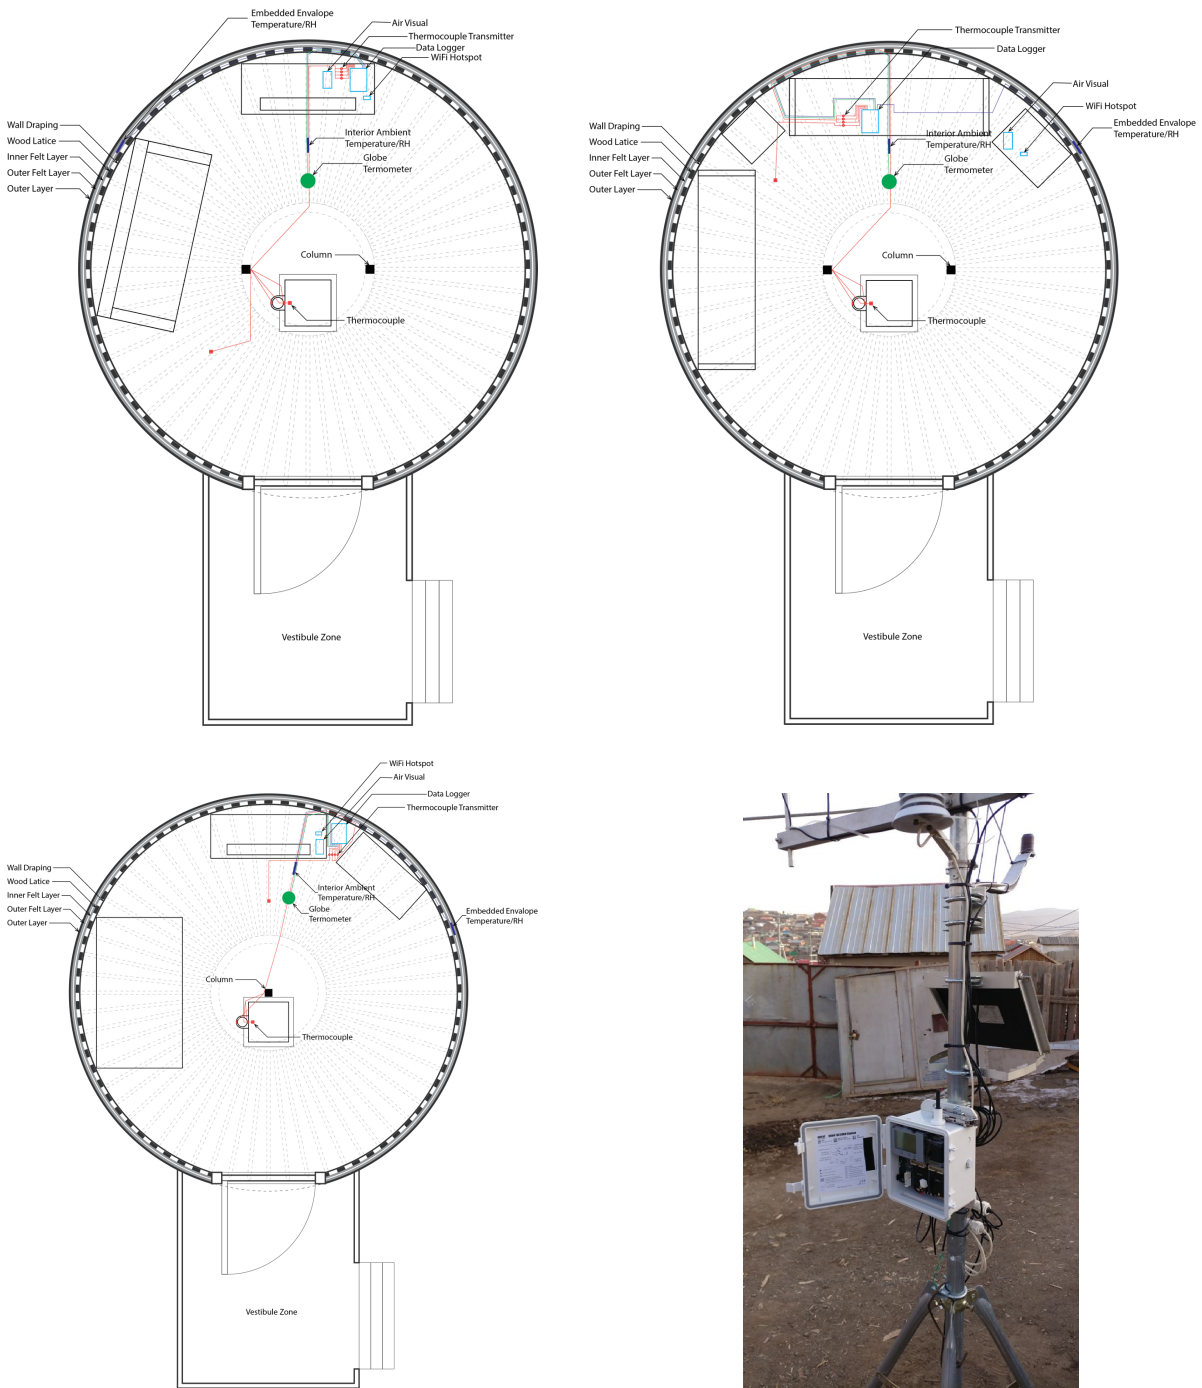 Embedded Envalope
Temperature/RH
Air Visual
Thermocouple Transmitter
Data Logger
WiFi Hotspot
Wall Draping
Wood Latice
Inner Felt Layer
Outer Felt Layer
Outer Layer
Interior Ambient
Temperature/RH
Globe
Termometer
Column
Thermocouple
Vestibule Zone
Thermocouple Transmitter
Data Logger
Air Visual
WiFi Hotspot
Embedded Envalope
Temperature/RH
Wall Draping
Wood Latice
Inner Felt Layer
Outer Felt Layer
Outer Layer
Interior Ambient
Temperature/RH
Globe
Termometer
Column
Thermocouple
Vestibule Zone
WiFi Hotspot
Air Visual
Data Logger
Thermocouple Transmitter
Wall Draping
Wood Latice
Inner Felt Layer
Outer Felt Layer
Outer Layer
Interior Ambient
Temperature/RH
Globe
Termometer
Embedded Envalope
Temperature/RH
Column
Thermocouple
Vestibule Zone